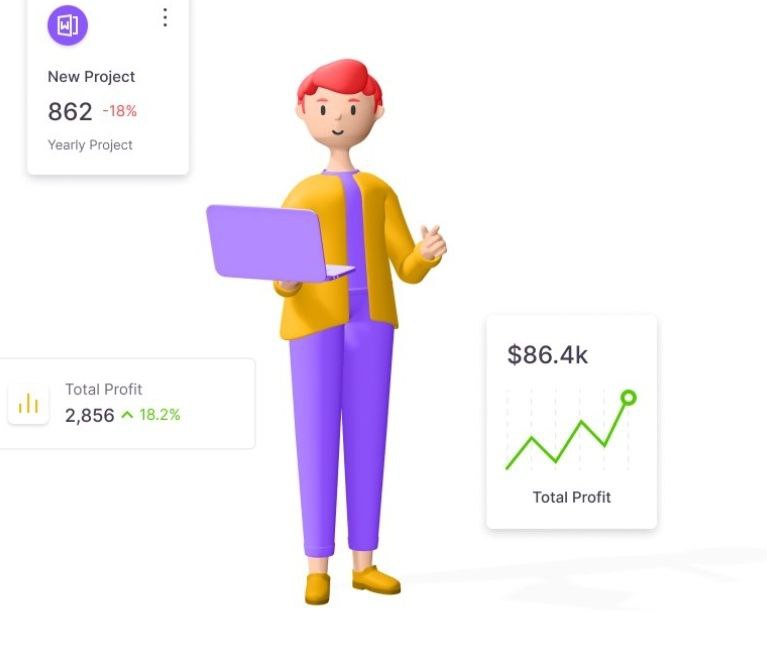 New Project
862 -18%
Yearly Project
Total Profit
2,856 18.2%
$86.4k
Total Profit